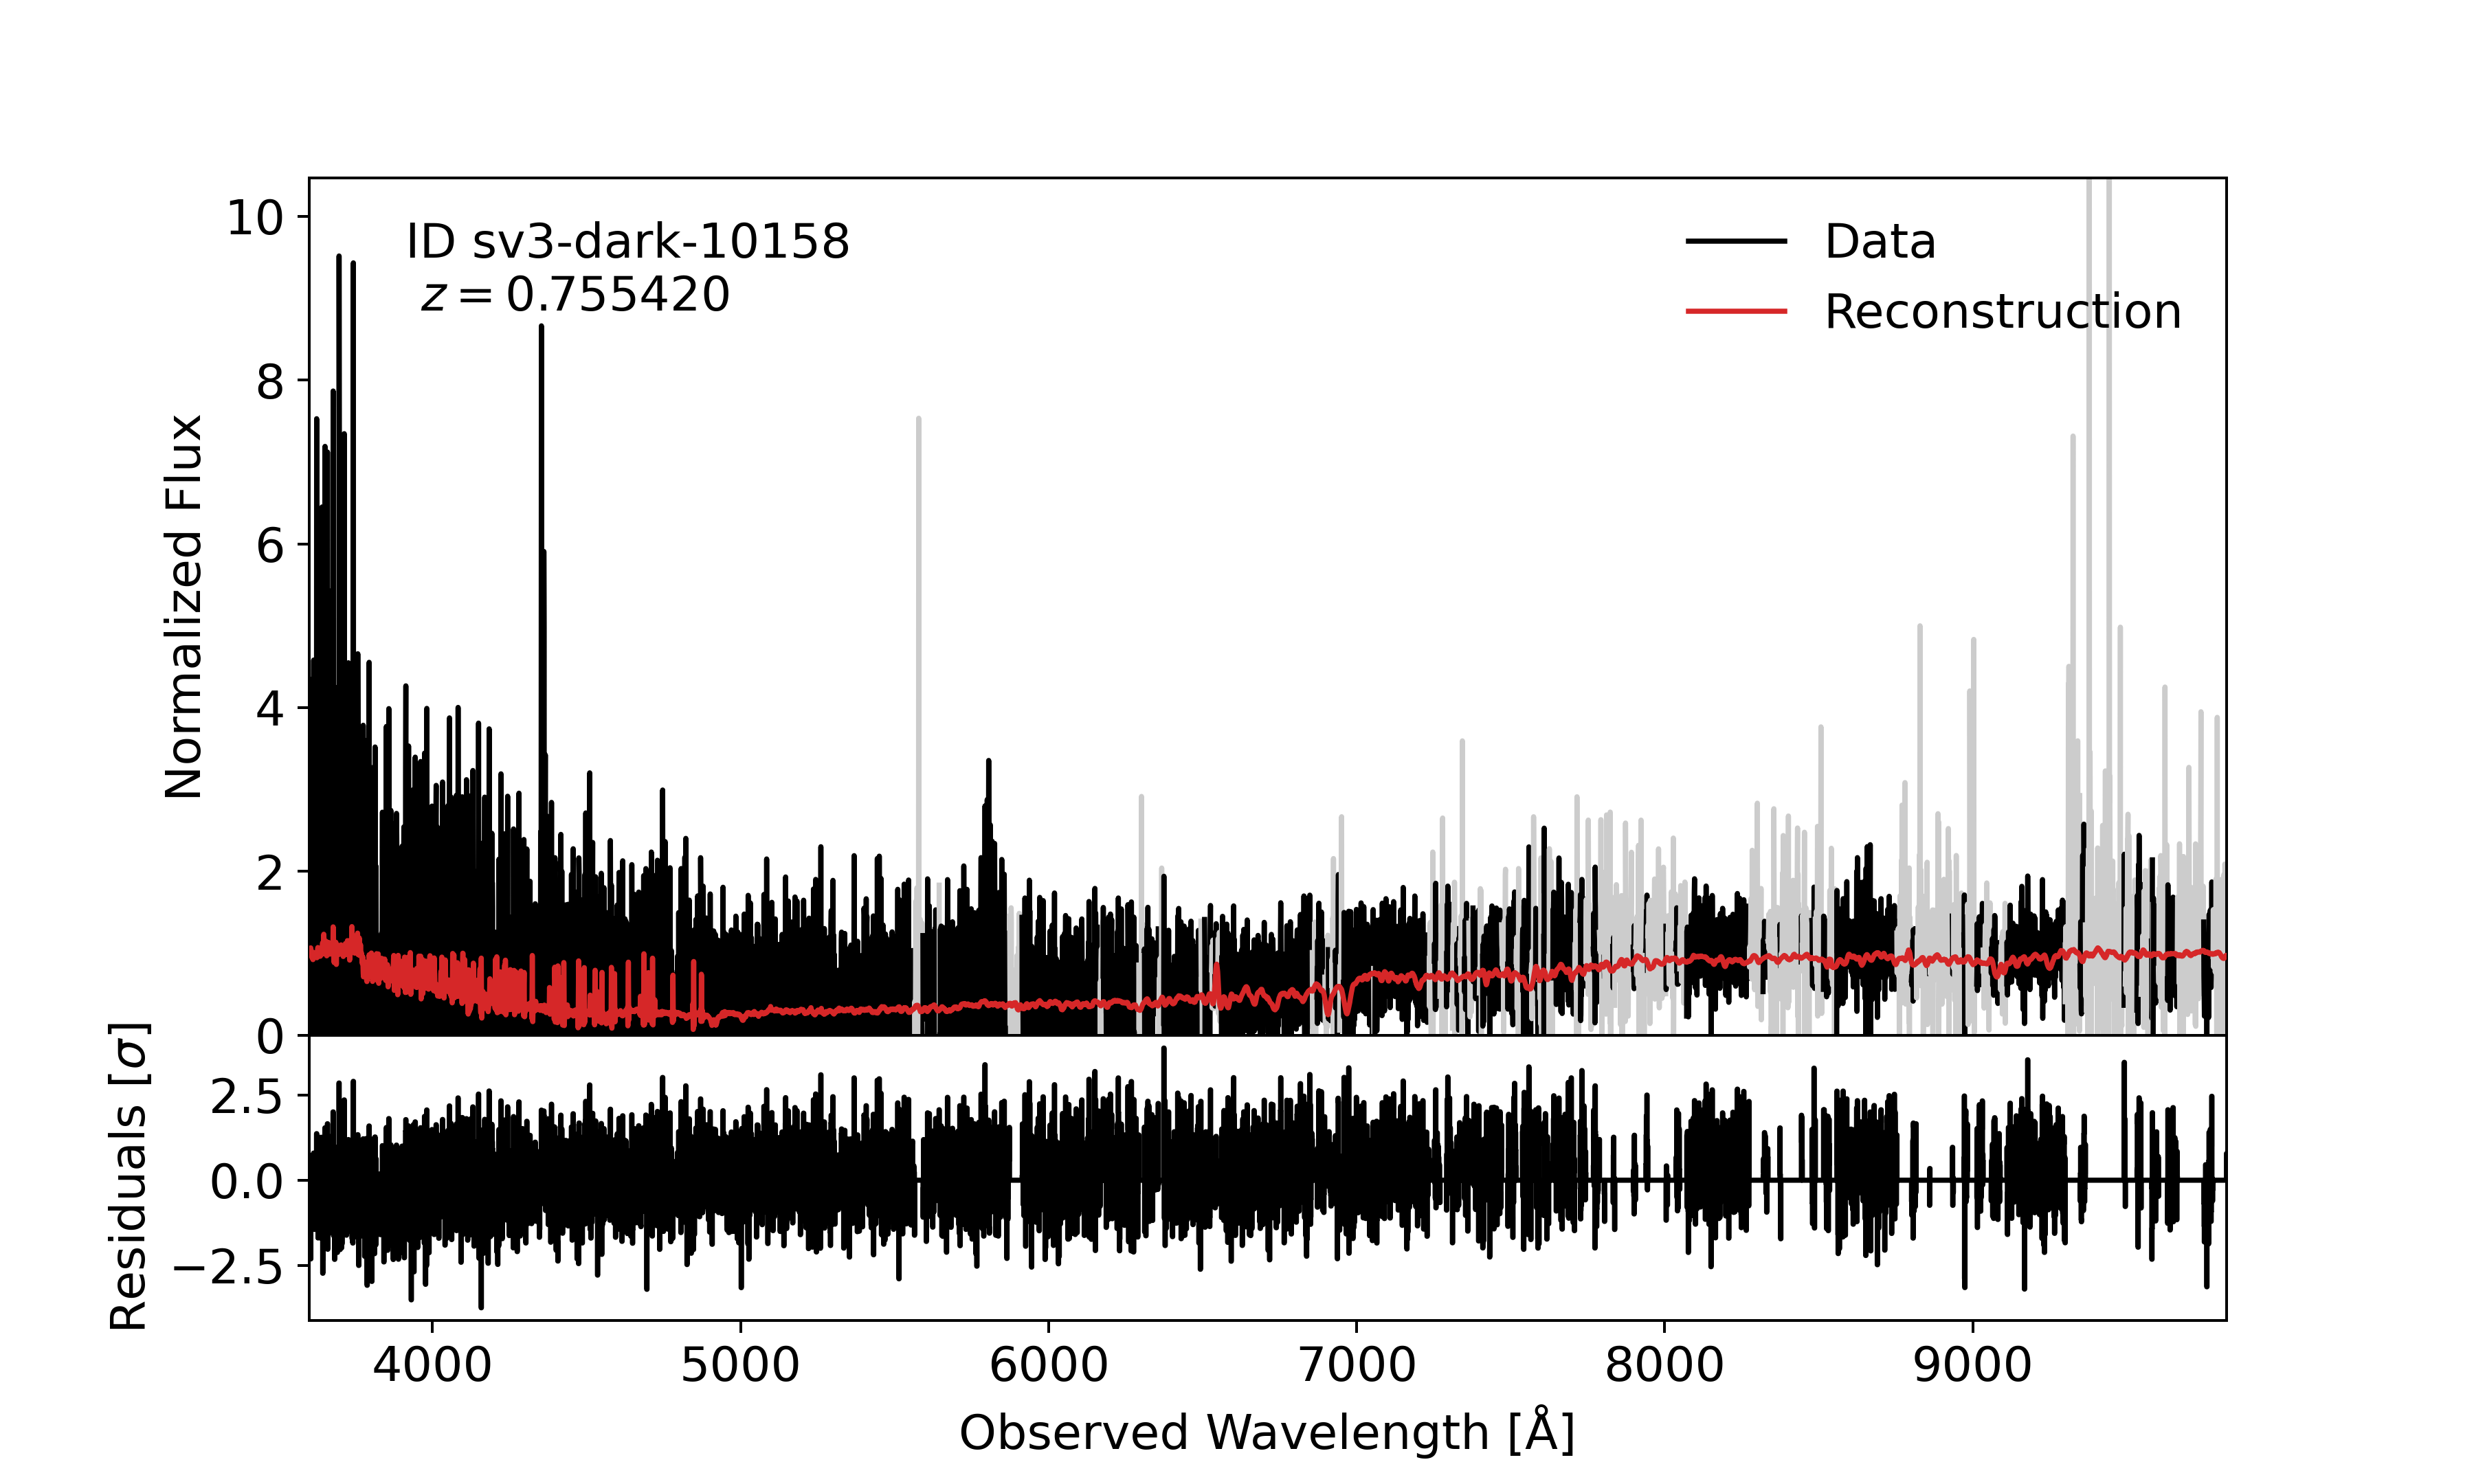 ID sv3-dark-10158
z = 0.755420
Data
Reconstruction
Normalized Flux
10
8
6
4
2
0
Residuals [σ]
2.5
0.0
−2.5
4000 5000 6000 7000 8000 9000
Observed Wavelength [Å]